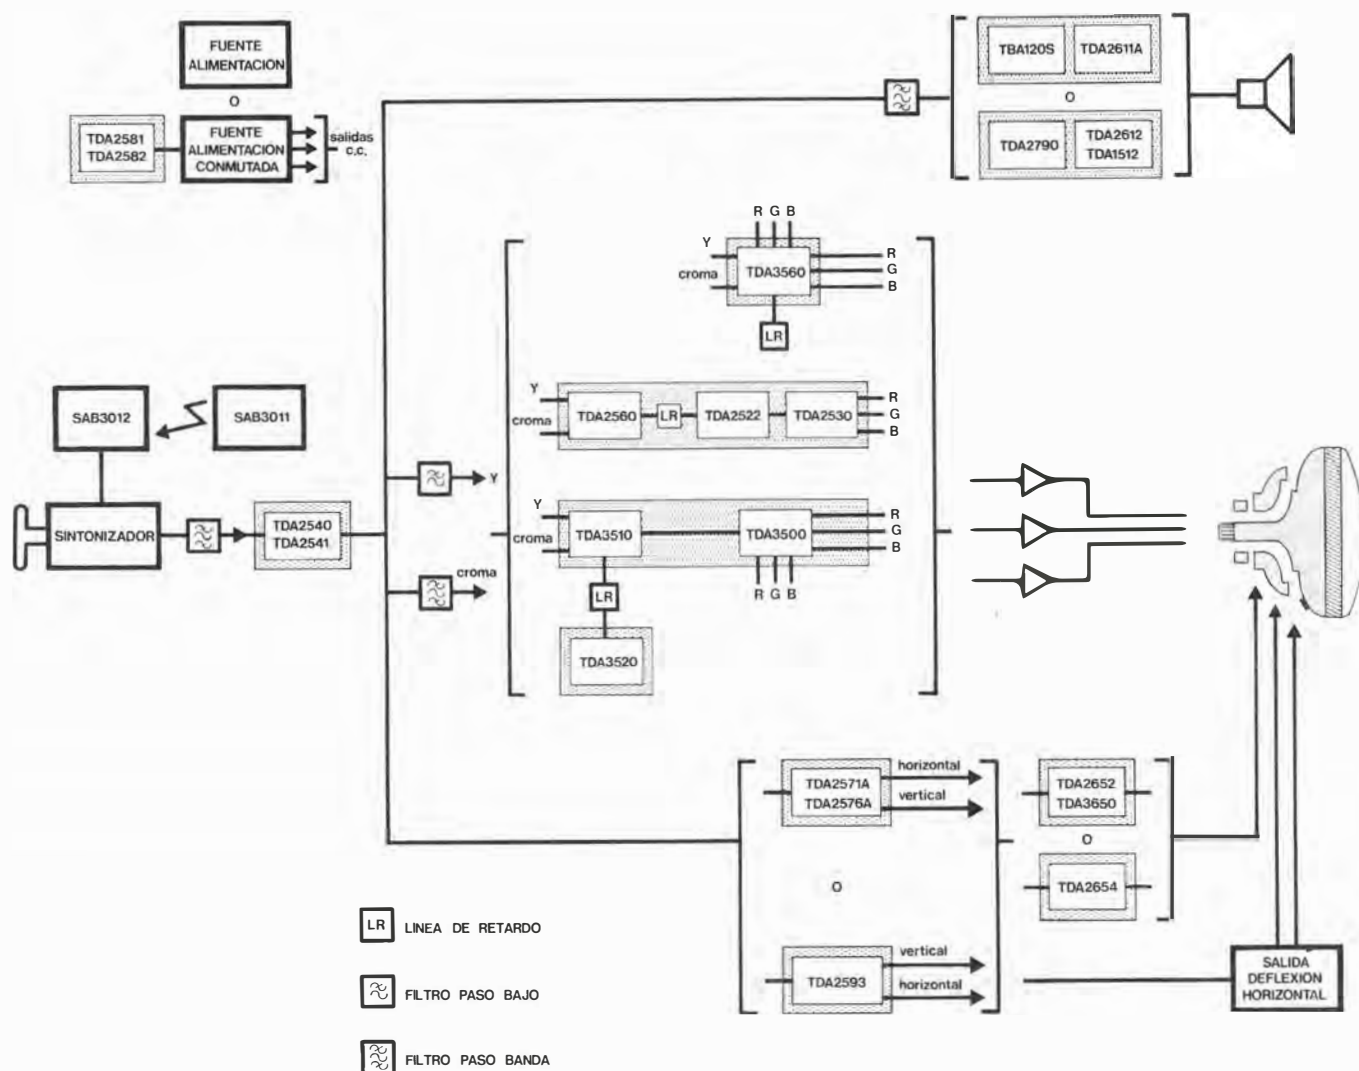 FUENTE
ALIMENTACIÓN
O
TDA2581
TDA2582
FUENTE
ALIMENTACIÓN
CONMUTADA
salidas
c.c.
TBA120S
TDA2611A
O
TDA2790
TDA2612
TDA1512
R G B
Y
croma
TDA3560
R
G
B
LR
Y
croma
TDA2560
LR
TDA2522
TDA2530
R
G
B
SAB3012
SAB3011
SINTONIZADOR
TDA2540
TDA2541
Y
croma
Y
croma
TDA3510
TDA3500
R
G
B
LR
R G B
TDA3520
TDA2571A
TDA2576A
horizontal
vertical
O
TDA2593
vertical
horizontal
TDA2652
TDA3650
O
TDA2654
SALIDA
DEFLEXION
HORIZONTAL
LR LINEA DE RETARDO
FILTRO PASO BAJO
FILTRO PASO BANDA